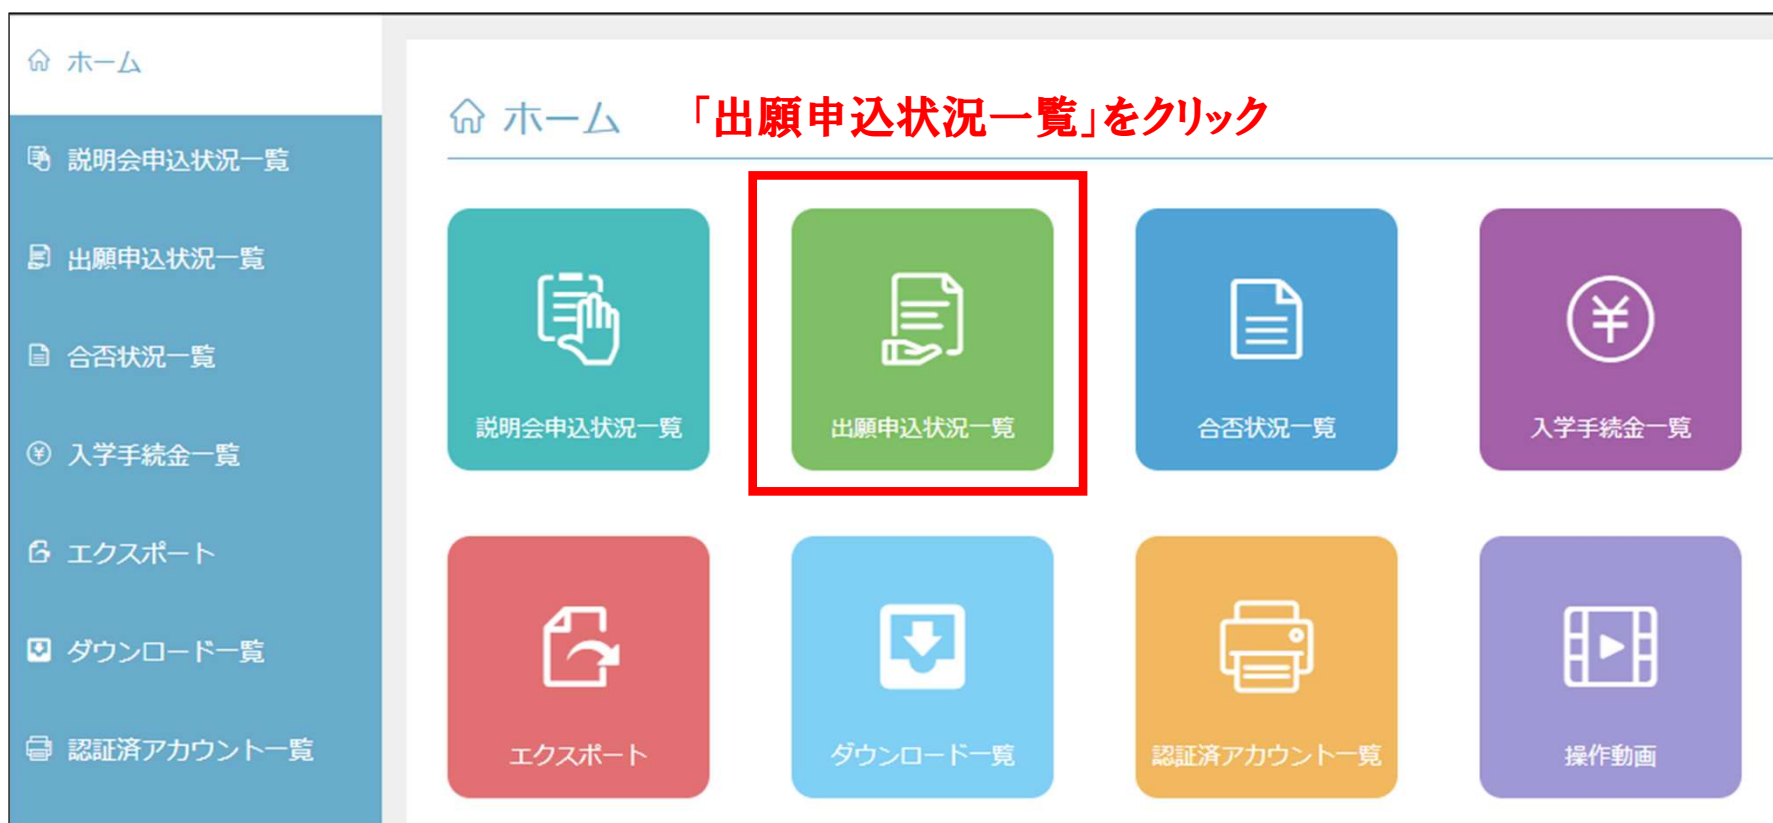 ホーム
説明会申込状況一覧
出願申込状況一覧
合否状況一覧
入学手続金一覧
エクスポート
ダウンロード一覧
認証済アカウント一覧
ホーム
「出願申込状況一覧」をクリック
説明会申込状況一覧
出願申込状況一覧
合否状況一覧
入学手続金一覧
エクスポート
ダウンロード一覧
認証済アカウント一覧
操作動画